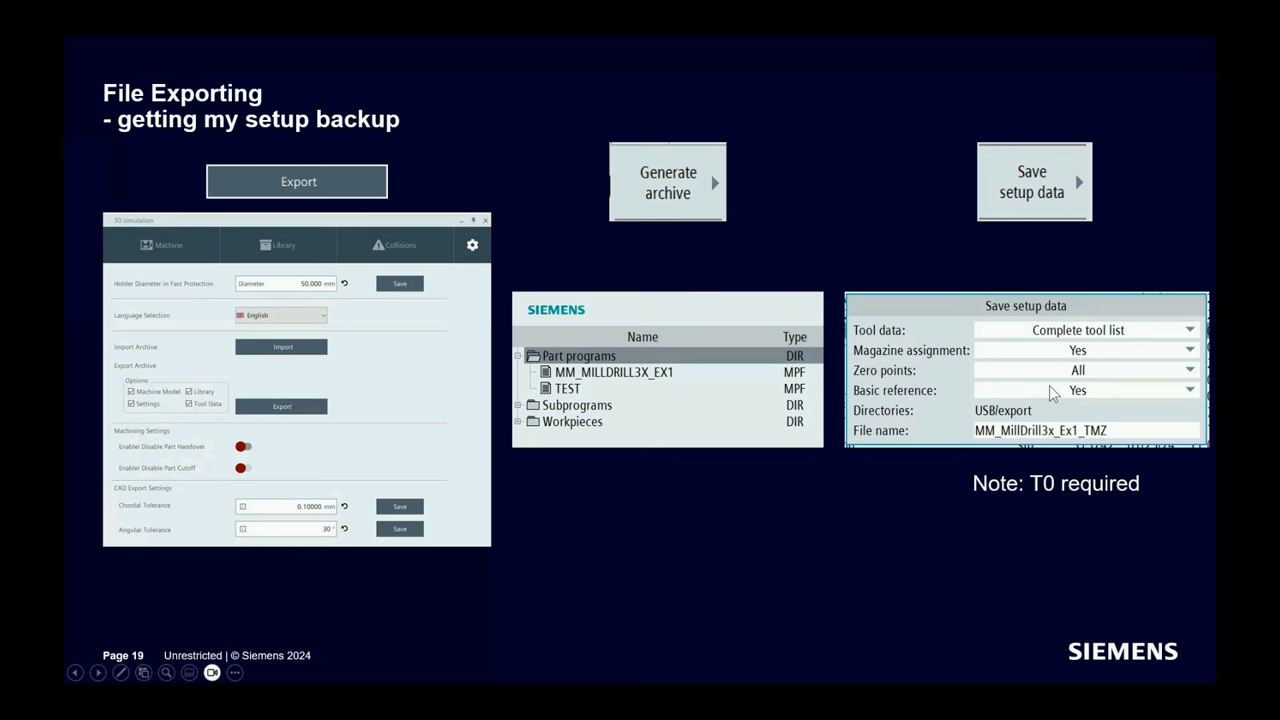 File Exporting
- getting my setup backup
Export
3D simulation
Machine
Library
Collisions
Holder Diameter in Fast Protection
Diameter 50.000 mm
Save
Language Selection
English
Import Archive
Import
Export Archive
Options
Machine Model
Library
Settings
Tool Data
Export
Machining Settings
Enable/ Disable Part Handover
Enable/ Disable Part Cutoff
CAD Export Settings
Chordal Tolerance
0.10000 mm
Save
Angular Tolerance
30 °
Save
Generate
archive
SIEMENS
Name Type
Part programs DIR
MM_MILLDRILL3X_EX1 MPF
TEST MPF
Subprograms DIR
Workpieces DIR
Save
setup data
Save setup data
Tool data: Complete tool list
Magazine assignment: Yes
Zero points: All
Basic reference: Yes
Directories: USB/export
File name: MM_MillDrill3x_Ex1_TMZ
Note: T0 required
Page 19 Unrestricted | © Siemens 2024
SIEMENS